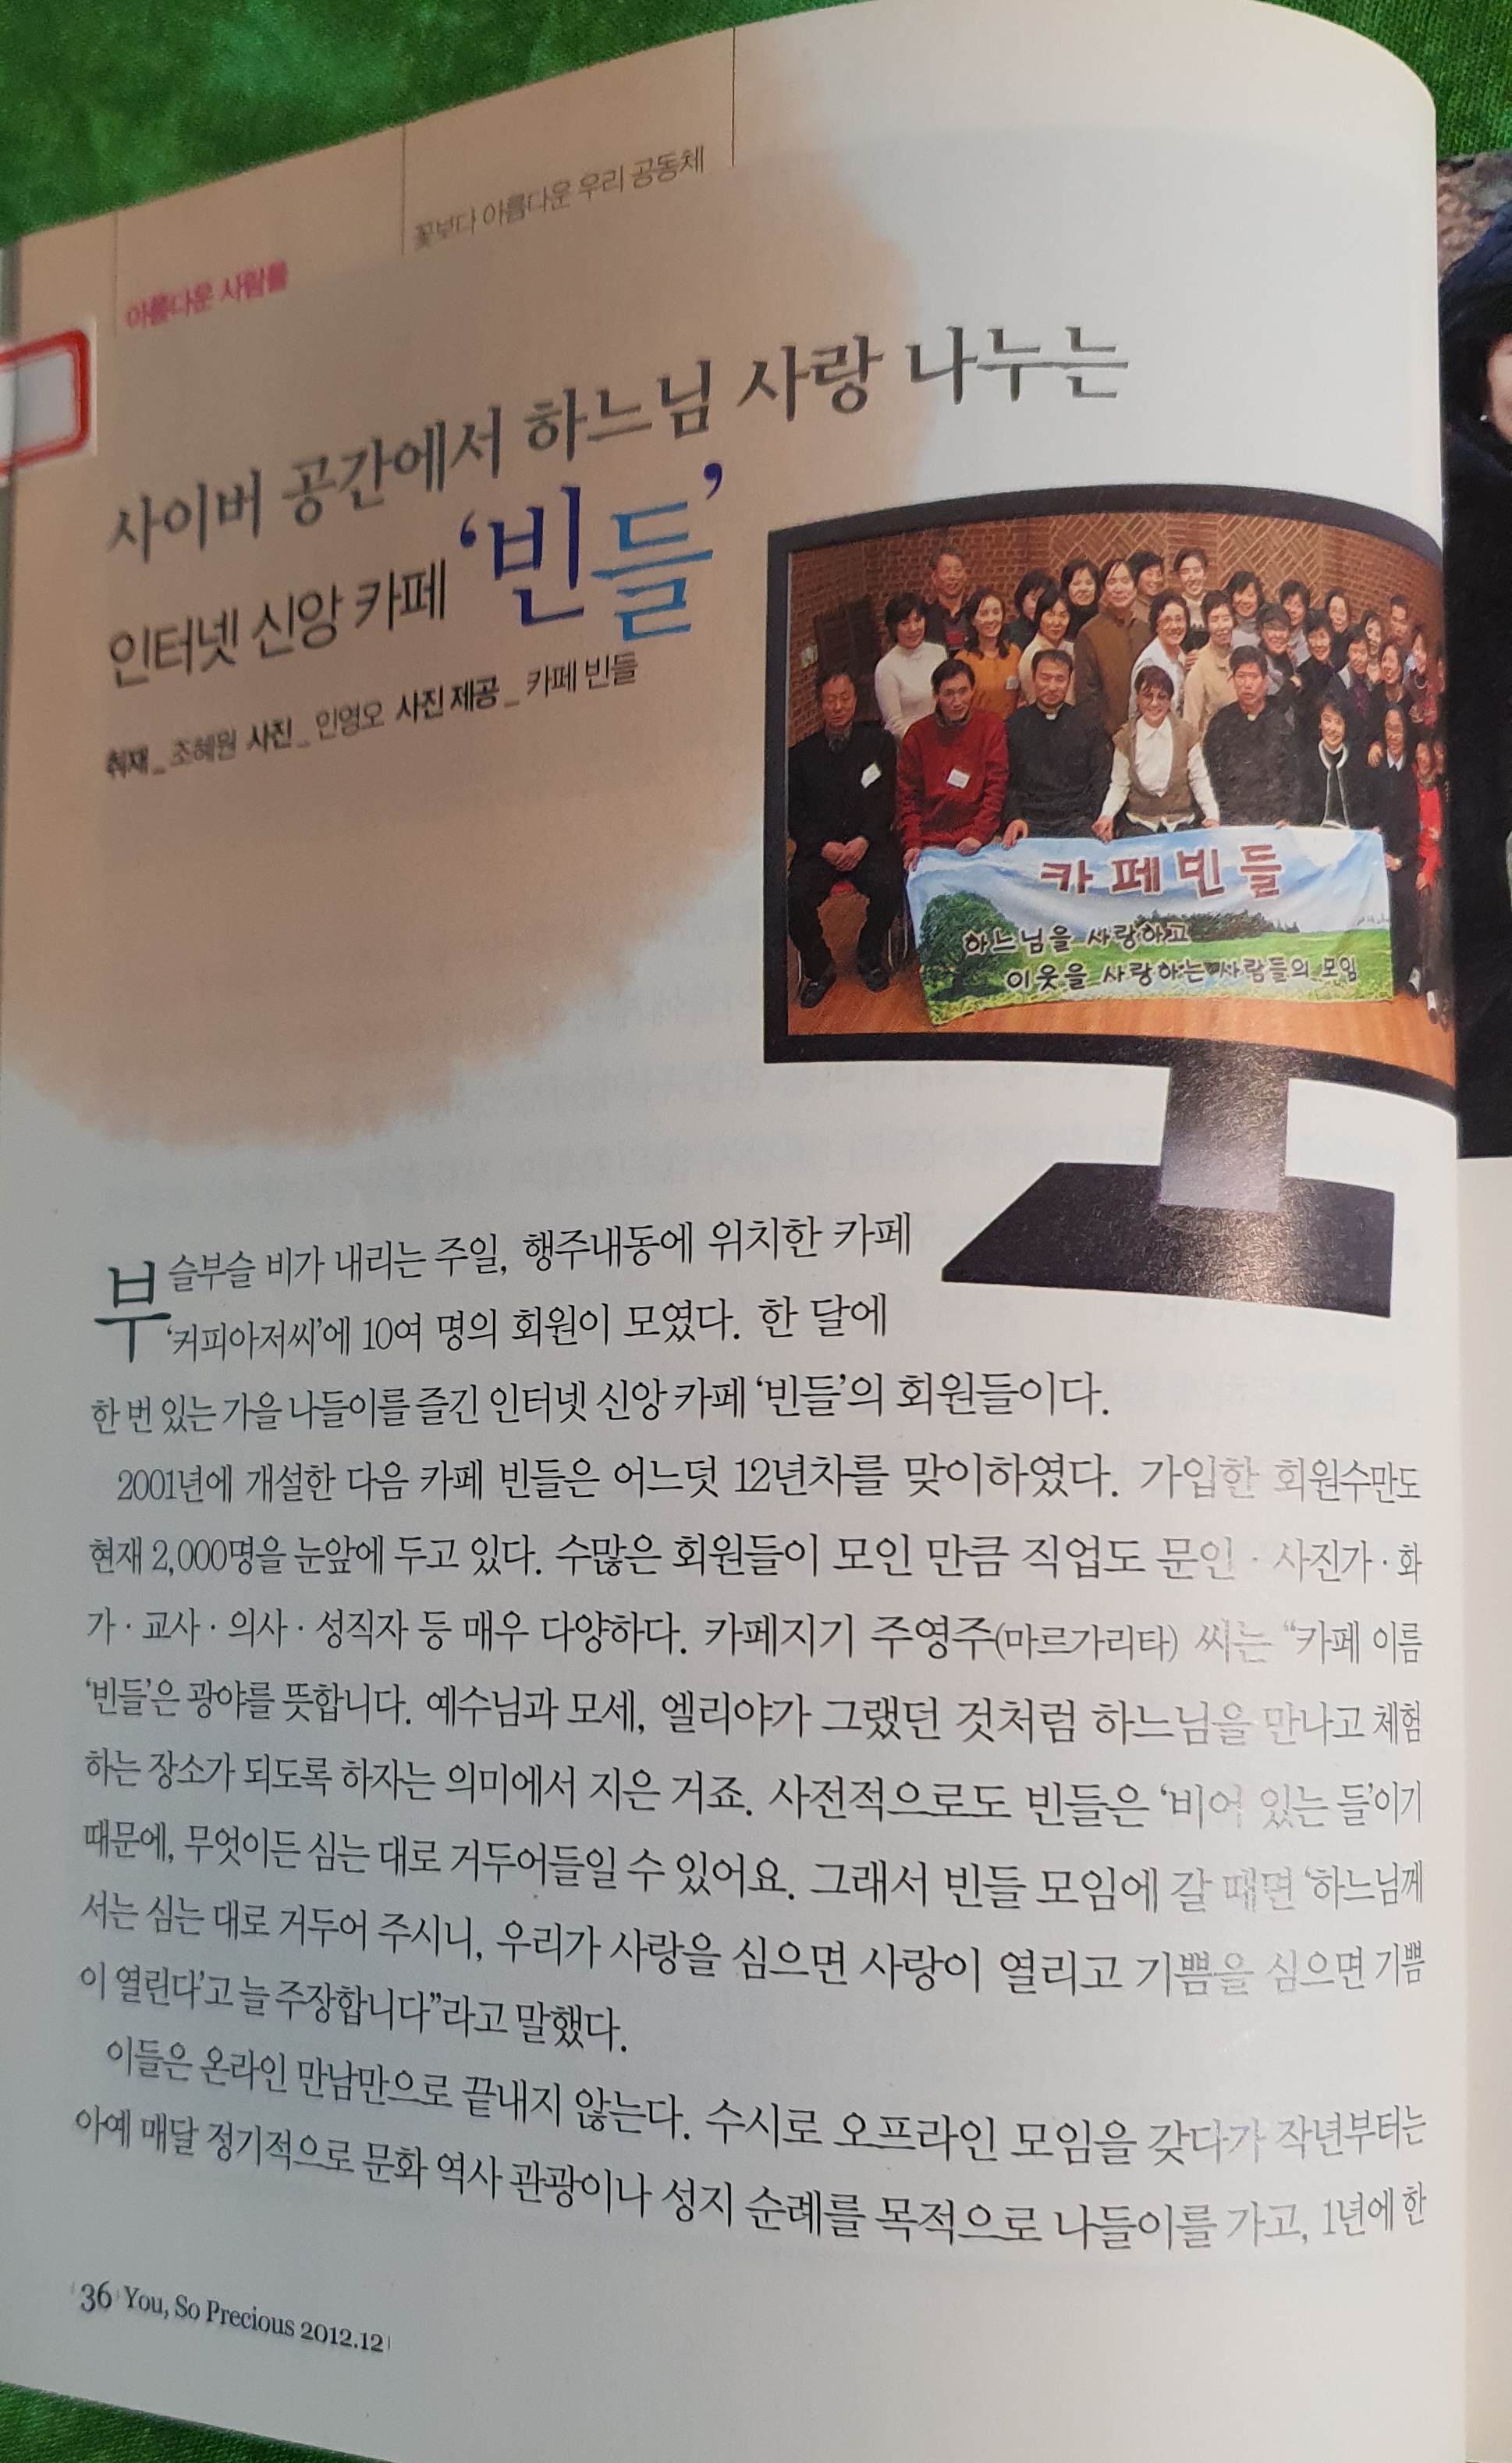 꽃보다 아름다운 우리 공동체
아름다운 사람들
사이버 공간에서 하느님 사랑 나누는
인터넷 신앙 카페 ‘빈들’
취재_ 조혜원 사진_ 인영오 사진 제공_ 카페 빈들
카페빈들
하느님을 사랑하고
이웃을 사랑하는 사람들의 모임
부슬부슬 비가 내리는 주일, 행주내동에 위치한 카페
‘커피아저씨’에 10여 명의 회원이 모였다. 한 달에
한 번 있는 가을 나들이를 즐긴 인터넷 신앙 카페 ‘빈들’의 회원들이다.
2001년에 개설한 다음 카페 빈들은 어느덧 12년차를 맞이하였다. 가입한 회원수만도
현재 2,000명을 눈앞에 두고 있다. 수많은 회원들이 모인 만큼 직업도 문인 · 사진가 · 화
가 · 교사 · 의사 · 성직자 등 매우 다양하다. 카페지기 주영주(마르가리타) 씨는 “카페 이름
‘빈들’은 광야를 뜻합니다. 예수님과 모세, 엘리야가 그랬던 것처럼 하느님을 만나고 체험
하는 장소가 되도록 하자는 의미에서 지은 거죠. 사전적으로도 빈들은 ‘비어 있는 들’이기
때문에, 무엇이든 심는 대로 거두어들일 수 있어요. 그래서 빈들 모임에 갈 때면 ‘하느님께
서는 심는 대로 거두어 주시니, 우리가 사랑을 심으면 사랑이 열리고 기쁨을 심으면 기쁨
이 열린다’고 늘 주장합니다”라고 말했다.
이들은 온라인 만남만으로 끝내지 않는다. 수시로 오프라인 모임을 갖다가 작년부터는
아예 매달 정기적으로 문화 역사 관광이나 성지 순례를 목적으로 나들이를 가고, 1년에 한
36 You, So Precious 2012.12